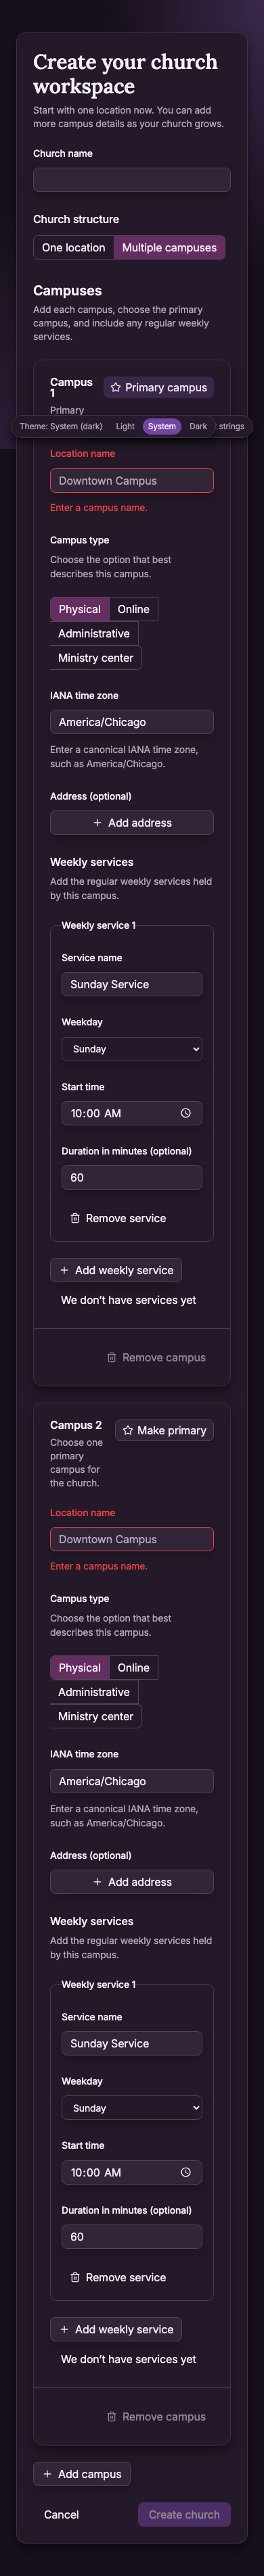 Create your church
workspace
Start with one location now. You can add
more campus details as your church grows.
Church name
Church structure
One location
Multiple campuses
Campuses
Add each campus, choose the primary
campus, and include any regular weekly
services.
Campus
1
Primary campus
Primary
Theme: System (dark)
Light
System
Dark
strings
Location name
Downtown Campus
Enter a campus name.
Campus type
Choose the option that best
describes this campus.
Physical
Online
Administrative
Ministry center
IANA time zone
America/Chicago
Enter a canonical IANA time zone,
such as America/Chicago.
Address (optional)
+ Add address
Weekly services
Add the regular weekly services held
by this campus.
Weekly service 1
Service name
Sunday Service
Weekday
Sunday
Start time
10:00 AM
Duration in minutes (optional)
60
Remove service
+ Add weekly service
We don't have services yet
Remove campus
Campus 2
Make primary
Choose one
primary
campus for
the church.
Location name
Downtown Campus
Enter a campus name.
Campus type
Choose the option that best
describes this campus.
Physical
Online
Administrative
Ministry center
IANA time zone
America/Chicago
Enter a canonical IANA time zone,
such as America/Chicago.
Address (optional)
+ Add address
Weekly services
Add the regular weekly services held
by this campus.
Weekly service 1
Service name
Sunday Service
Weekday
Sunday
Start time
10:00 AM
Duration in minutes (optional)
60
Remove service
+ Add weekly service
We don't have services yet
Remove campus
+ Add campus
Cancel
Create church